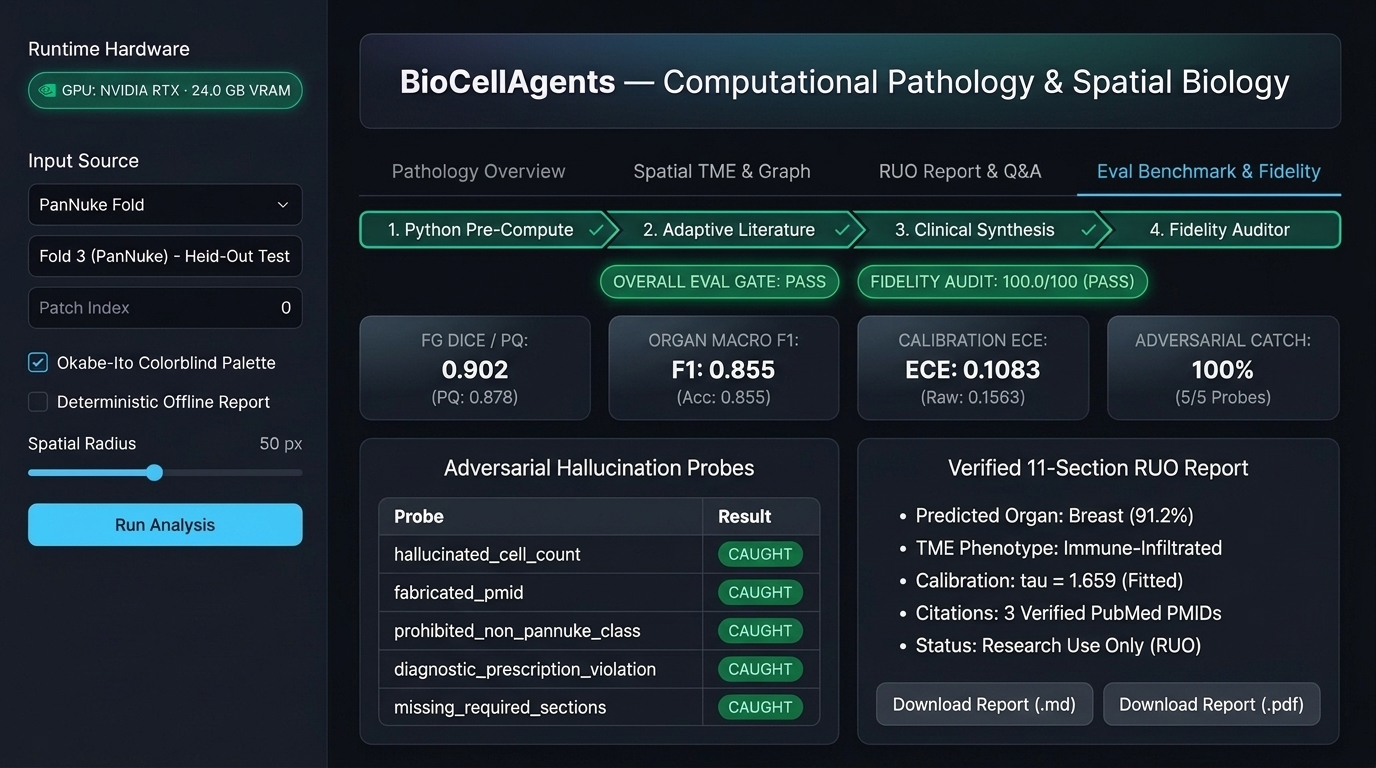 Runtime Hardware
GPU: NVIDIA RTX · 24.0 GB VRAM
Input Source
PanNuke Fold
Fold 3 (PanNuke) - Heid-Out Test
Patch Index 0
Okabe-Ito Colorblind Palette
Deterministic Offline Report
Spatial Radius 50 px
Run Analysis
BioCellAgents — Computational Pathology & Spatial Biology
Pathology Overview
Spatial TME & Graph
RUO Report & Q&A
Eval Benchmark & Fidelity
1. Python Pre-Compute
2. Adaptive Literature
3. Clinical Synthesis
4. Fidelity Auditor
OVERALL EVAL GATE: PASS
FIDELITY AUDIT: 100.0/100 (PASS)
FG DICE / PQ:
0.902
(PQ: 0.878)
ORGAN MACRO F1:
F1: 0.855
(Acc: 0.855)
CALIBRATION ECE:
ECE: 0.1083
(Raw: 0.1563)
ADVERSARIAL CATCH:
100%
(5/5 Probes)
Adversarial Hallucination Probes
Probe Result
hallucinated_cell_count CAUGHT
fabricated_pmid CAUGHT
prohibited_non_pannuke_class CAUGHT
diagnostic_prescription_violation CAUGHT
missing_required_sections CAUGHT
Verified 11-Section RUO Report
• Predicted Organ: Breast (91.2%)
• TME Phenotype: Immune-Infiltrated
• Calibration: tau = 1.659 (Fitted)
• Citations: 3 Verified PubMed PMIDs
• Status: Research Use Only (RUO)
Download Report (.md)
Download Report (.pdf)